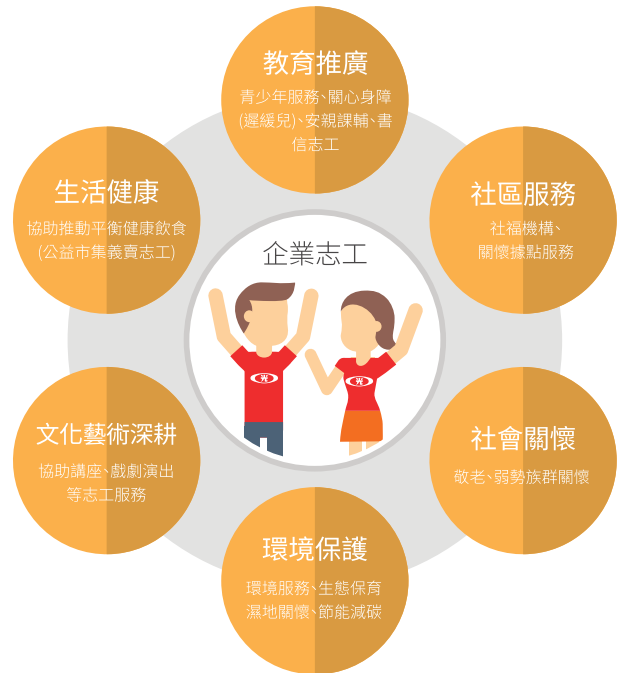 教育推廣
青少年服務、關心身障
(遲緩兒)、安親課輔、書
信志工
社區服務
社福機構、
關懷據點服務
社會關懷
敬老、弱勢族群關懷
環境保護
環境服務、生態保育
濕地關懷、節能減碳
文化藝術深耕
協助講座、戲劇演出
等志工服務
生活健康
協助推動平衡健康飲食
(公益市集義賣志工)
企業志工
光
光